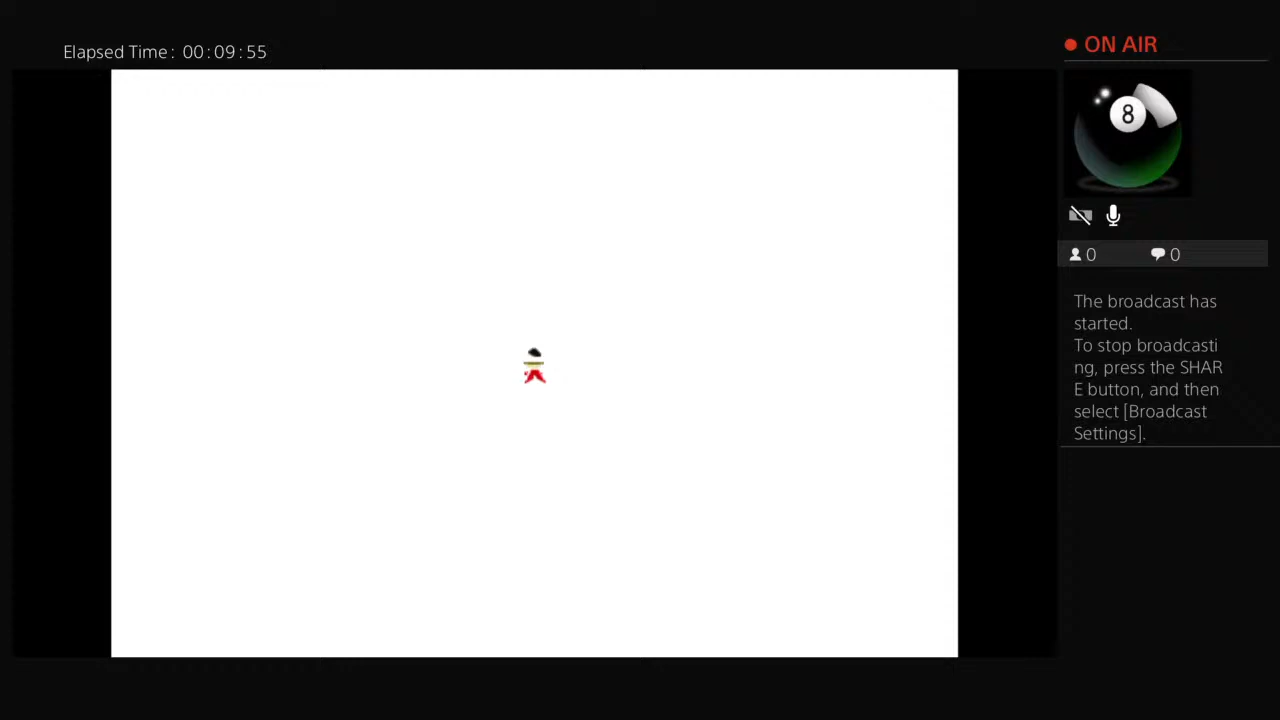 Elapsed Time: 00:09:55
ON AIR
8
0 0
The broadcast has
started.
To stop broadcasti
ng, press the SHAR
E button, and then
select [Broadcast
Settings].